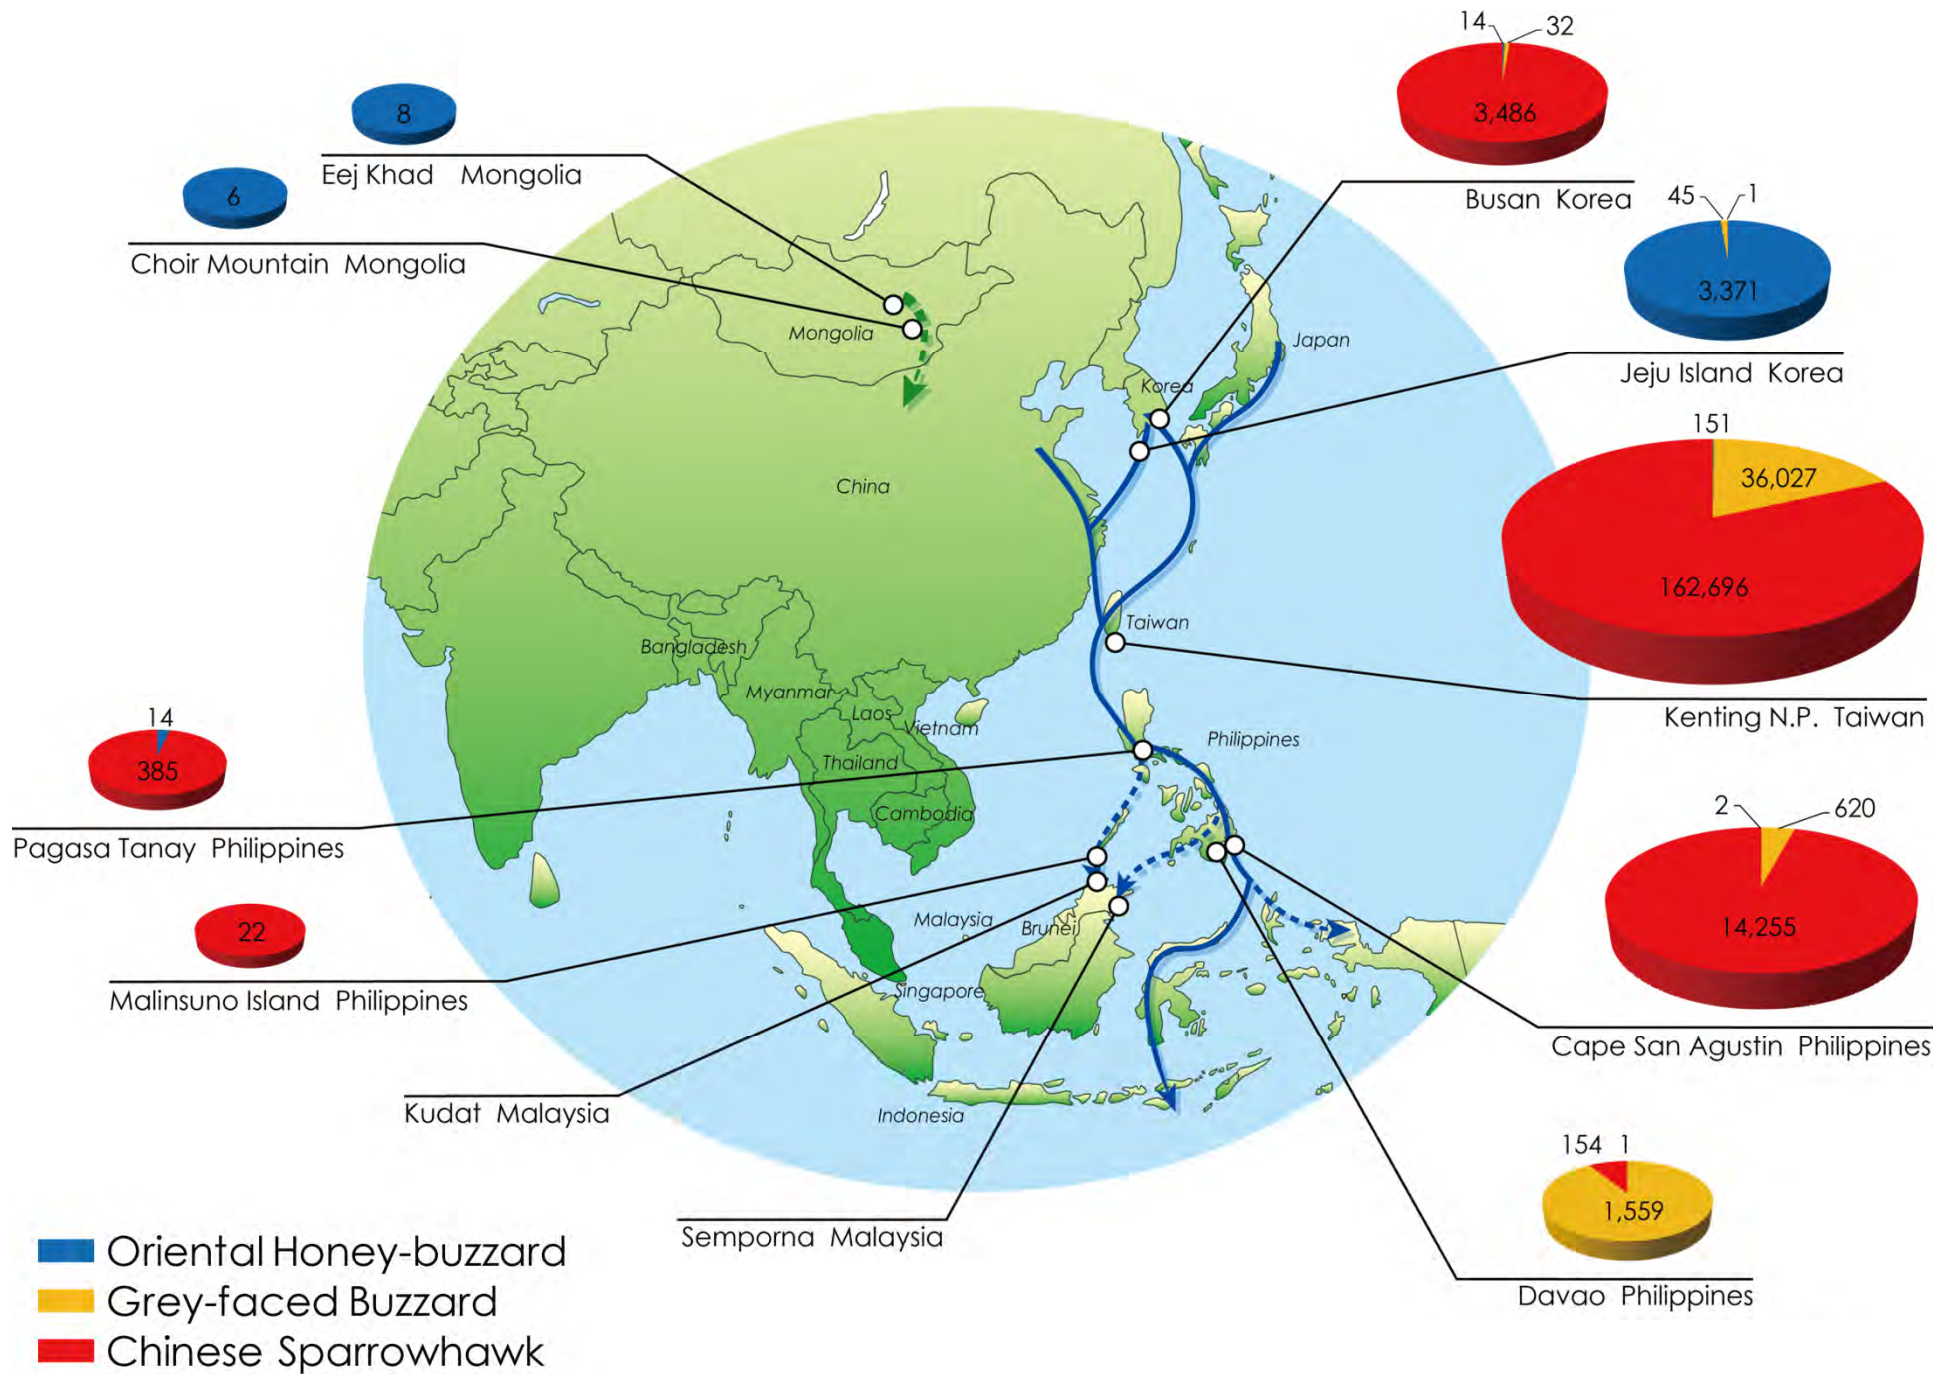 14 32
3,486
Busan Korea
8
Eej Khad Mongolia
6
Choir Mountain Mongolia
45 1
3,371
Jeju Island Korea
Mongolia
Japan
Korea
China
151
36,027
162,696
Kenting N.P. Taiwan
Taiwan
Bangladesh
Myanmar
Laos
Vietnam
Thailand
Cambodia
Philippines
14
385
Pagasa Tanay Philippines
22
Malinsuno Island Philippines
2 620
14,255
Cape San Agustin Philippines
Malaysia
Brunei
Singapore
Indonesia
Kudat Malaysia
Semporna Malaysia
154 1
1,559
Davao Philippines
Oriental Honey-buzzard
Grey-faced Buzzard
Chinese Sparrowhawk